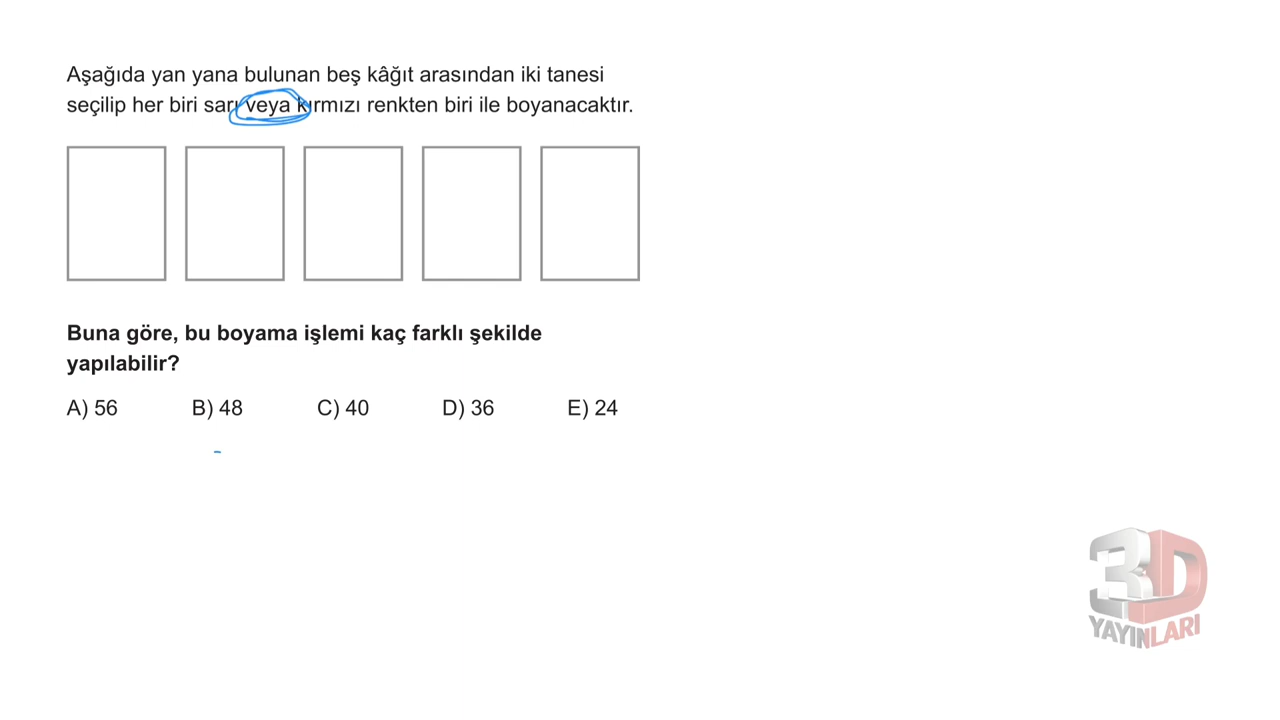 Aşağıda yan yana bulunan beş kâğıt arasından iki tanesi
seçilip her biri sarı veya kırmızı renkten biri ile boyanacaktır.
Buna göre, bu boyama işlemi kaç farklı şekilde
yapılabilir?
A) 56 B) 48 C) 40 D) 36 E) 24
3D
YAYINLARI